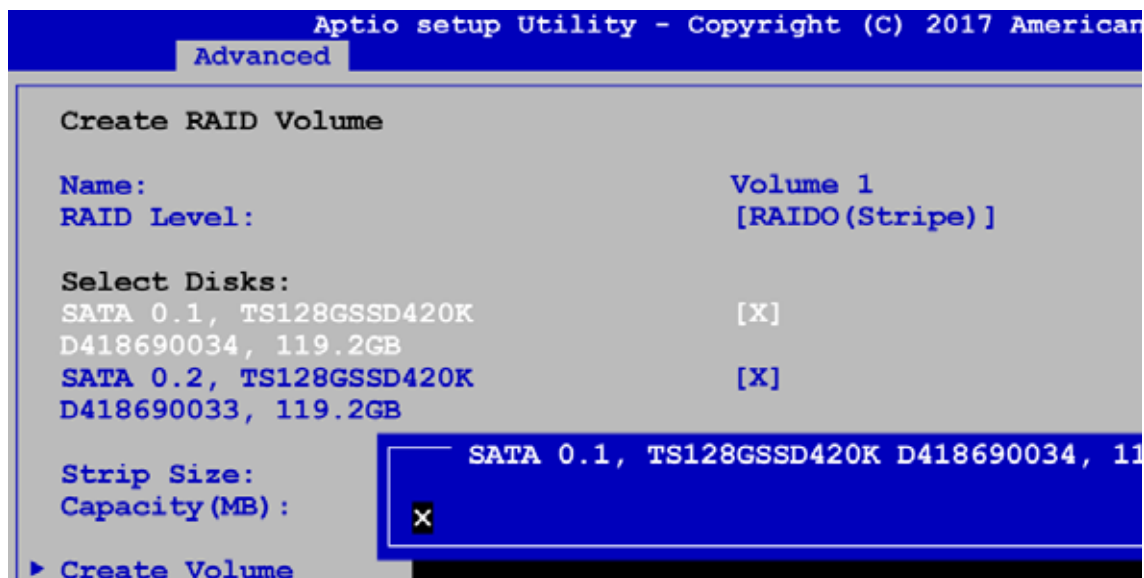 Aptio setup Utility - Copyright (C) 2017 American
Advanced
Create RAID Volume
Name: Volume 1
RAID Level: [RAIDO(Stripe)]
Select Disks:
SATA 0.1, TS128GSSD420K [X]
D418690034, 119.2GB
SATA 0.2, TS128GSSD420K [X]
D418690033, 119.2GB
SATA 0.1, TS128GSSD420K D418690034, 11
Strip Size:
Capacity(MB):
X
Create Volume